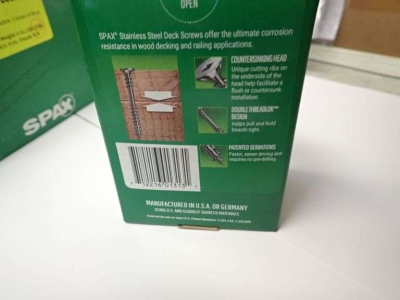 OPEN
SPAX® Stainless Steel Deck Screws offer the ultimate corrosion
resistance in wood decking and railing applications.
COUNTERSINKING HEAD
Unique cutting ribs on
the underside of the
head help facilitate a
flush or countersunk
installation.
DOUBLE THREADLOK™
DESIGN
Helps pull and hold
boards tight.
PATENTED SERRATIONS
Faster, easier driving and
requires no pre-drilling.
SPAX
MANUFACTURED IN U.S.A. OR GERMANY
USING U.S. AND GLOBALLY SOURCED MATERIALS